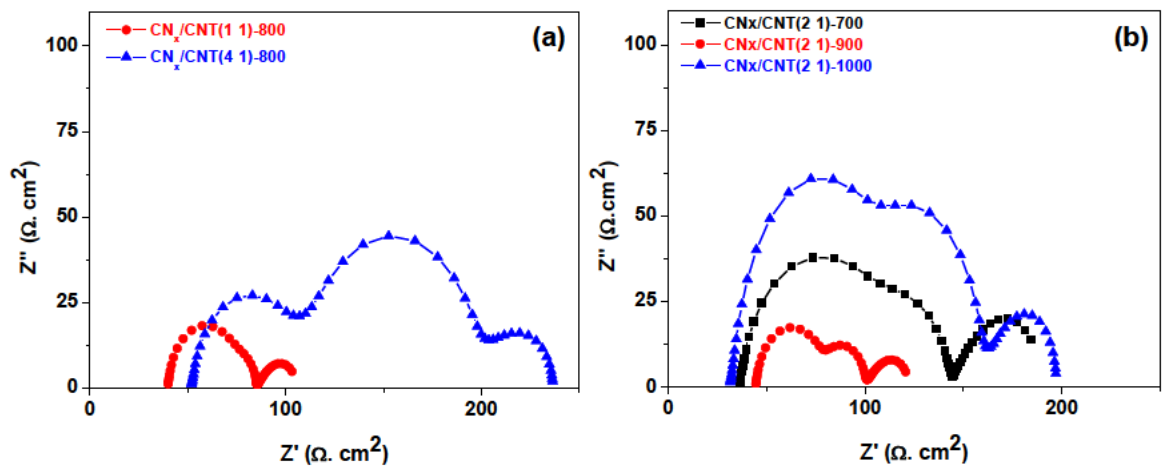 CNₓ/CNT(1 1)-800
CNₓ/CNT(4 1)-800
(a)
100
75
50
25
0
0
100
200
Z'' (Ω. cm²)
Z' (Ω. cm²)
CNx/CNT(2 1)-700
CNx/CNT(2 1)-900
CNx/CNT(2 1)-1000
(b)
100
75
50
25
0
0
100
200
Z'' (Ω. cm²)
Z' (Ω. cm²)